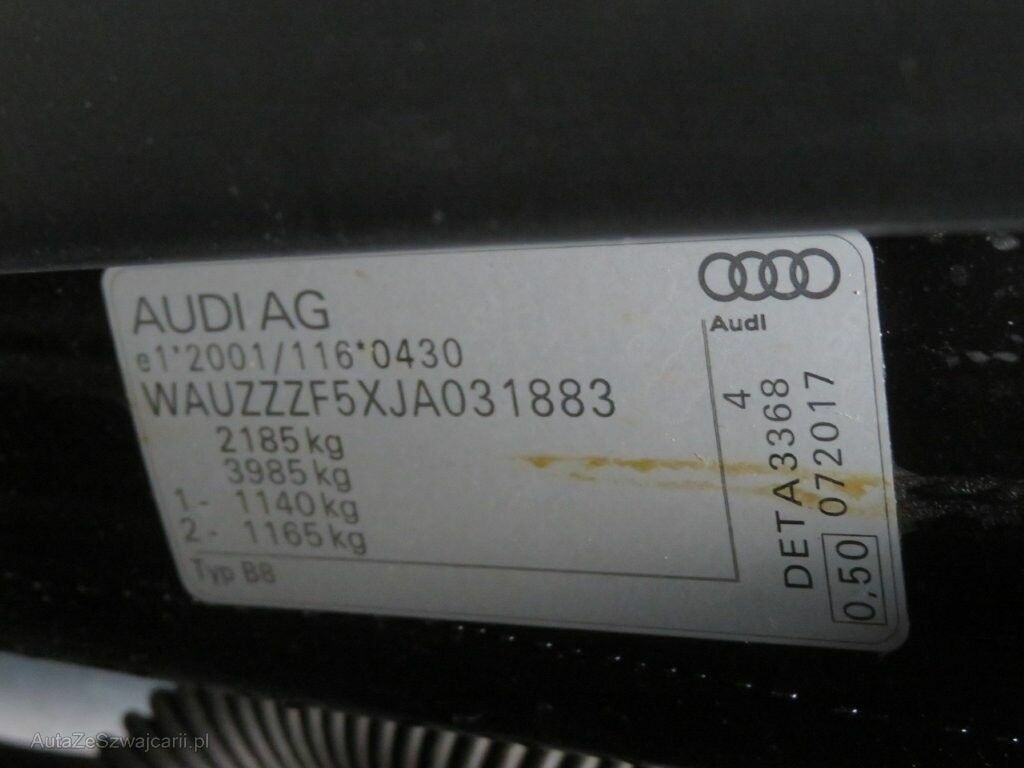 AUDI AG
e1*2001/116*0430
WAUZZZF5XJA031883
2185 kg
3985 kg
1- 1140 kg
2- 1165 kg
Typ B8
Audi
4
DETA3368
0,50 072017
AutaZeSzwajcarii.pl